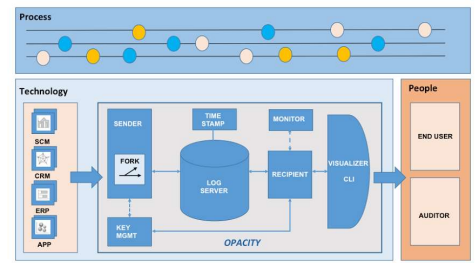 Process
Technology
People
SCM
CRM
ERP
APP
SENDER
FORK
KEY
MGMT
TIME
STAMP
LOG
SERVER
MONITOR
RECIPIENT
VISUALIZER
CLI
OPACITY
END USER
AUDITOR